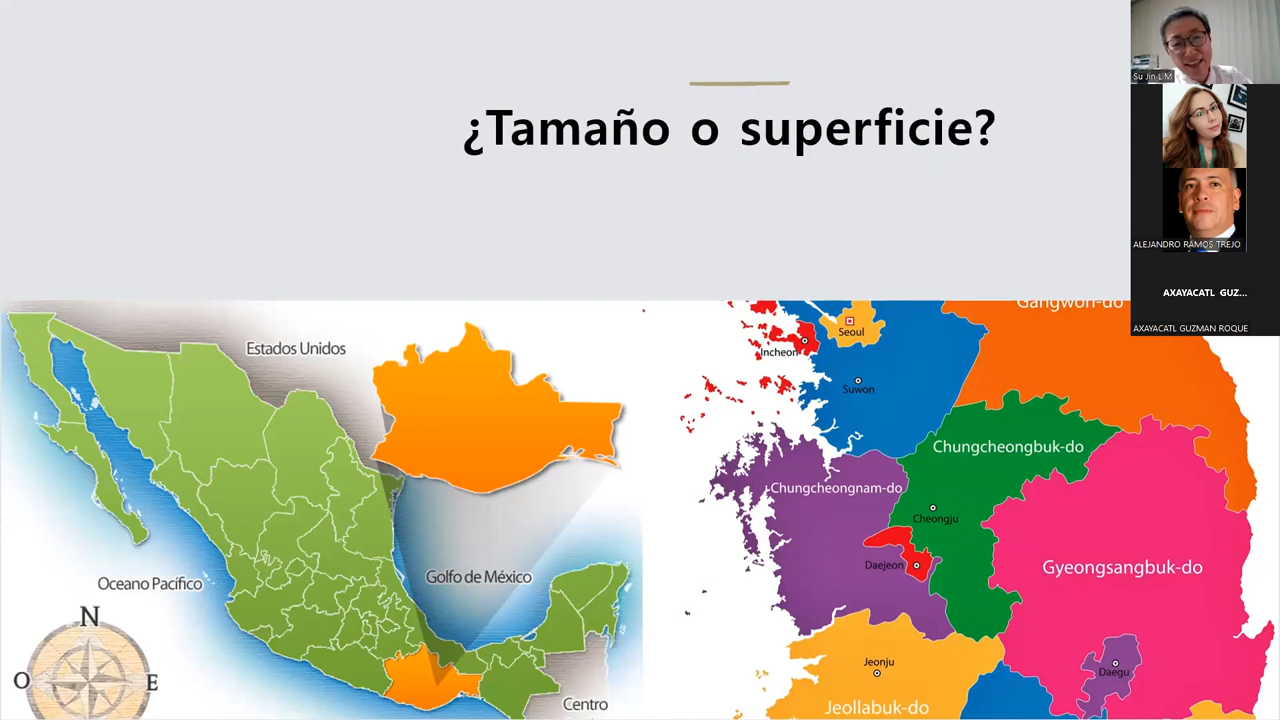 ¿Tamaño o superficie?
Su Jin LIM
ALEJANDRO RAMOS TREJO
AXAYACATL GUZ...
AXAYACATL GUZMAN ROQUE
Estados Unidos
Golfo de México
Oceano Pacífico
N
O
E
Centro
Gangwon-do
Seoul
Incheon
Suwon
Chungcheongbuk-do
Chungcheongnam-do
Cheongju
Daejeon
Gyeongsangbuk-do
Jeonju
Daegu
Jeollabuk-do